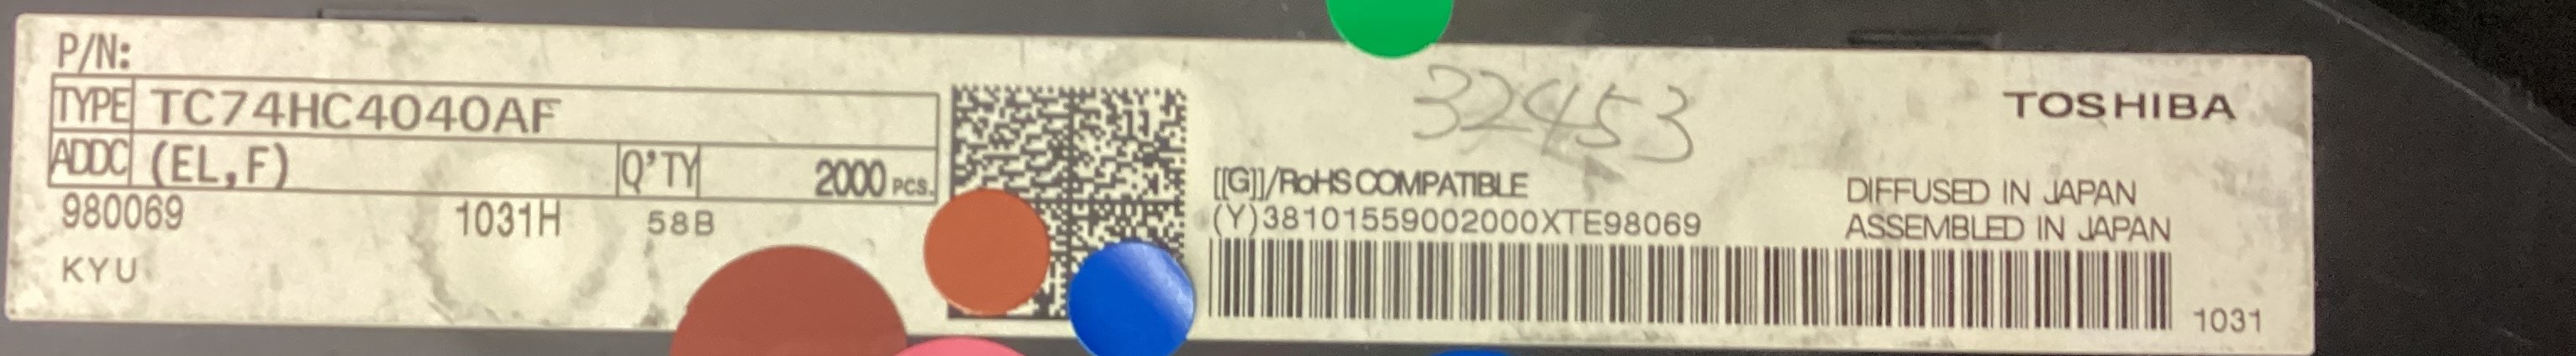 P/N:
TYPE TC74HC4040AF
ADDC (EL,F) Q'TY 2000 PCS.
980069 1031H 58B
KYU
32453
TOSHIBA
[[G]]/RoHS COMPATIBLE
(Y)38101559002000XTE98069
DIFFUSED IN JAPAN
ASSEMBLED IN JAPAN
1031